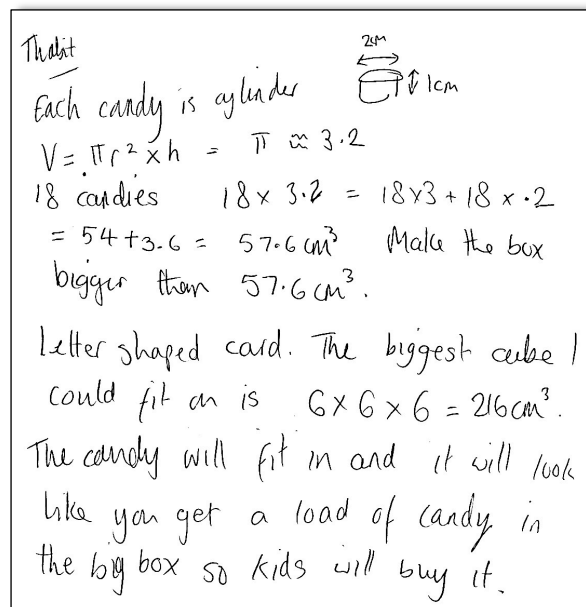 Thabit
2cM
1cm
Each candy is cylinder
V = πr² × h = π ≈ 3.2
18 candies 18 × 3.2 = 18×3 + 18 × .2
= 54 + 3.6 = 57.6 cm³ Make the box
bigger than 57.6 cm³.
Letter shaped card. The biggest cube I
could fit on is 6 × 6 × 6 = 216 cm³.
The candy will fit in and it will look
like you get a load of candy in
the big box so kids will buy it.